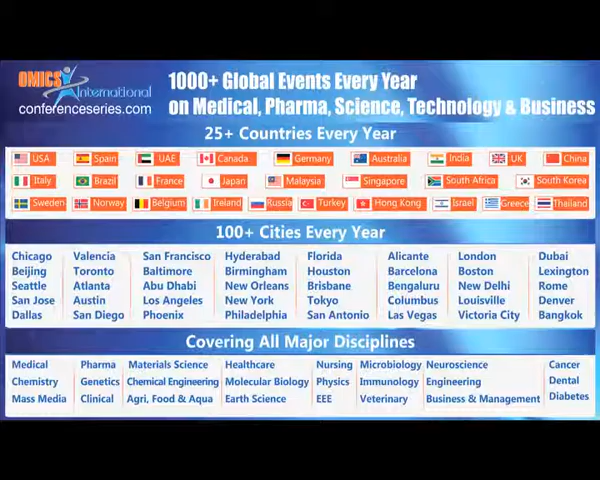 OMICS International
conferenceseries.com
1000+ Global Events Every Year
on Medical, Pharma, Science, Technology & Business
25+ Countries Every Year
USA Spain UAE Canada Germany Australia India UK China
Italy Brazil France Japan Malaysia Singapore South Africa South Korea
Sweden Norway Belgium Ireland Russia Turkey Hong Kong Israel Greece Thailand
100+ Cities Every Year
Chicago Valencia San Francisco Hyderabad Florida Alicante London Dubai
Beijing Toronto Baltimore Birmingham Houston Barcelona Boston Lexington
Seattle Atlanta Abu Dhabi New Orleans Brisbane Bengaluru New Delhi Rome
San Jose Austin Los Angeles New York Tokyo Columbus Louisville Denver
Dallas San Diego Phoenix Philadelphia San Antonio Las Vegas Victoria City Bangkok
Covering All Major Disciplines
Medical Pharma Materials Science Healthcare Nursing Microbiology Neuroscience Cancer
Chemistry Genetics Chemical Engineering Molecular Biology Physics Immunology Engineering Dental
Mass Media Clinical Agri, Food & Aqua Earth Science EEE Veterinary Business & Management Diabetes